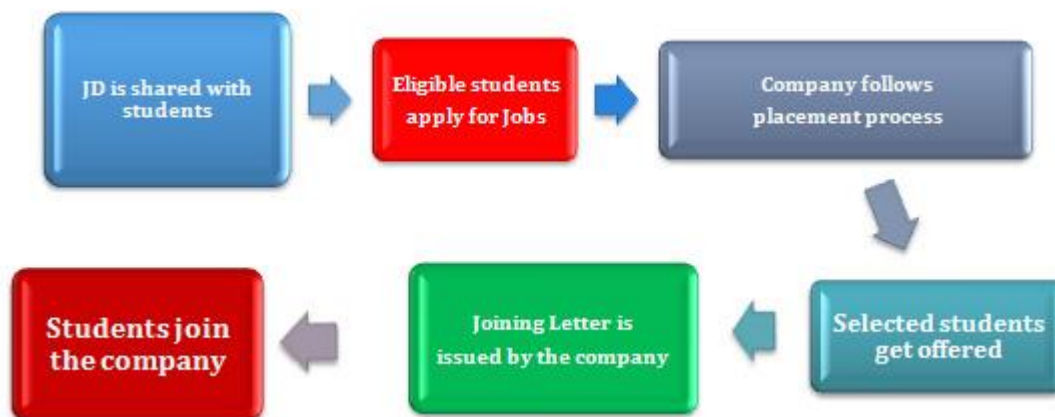 JD is shared with
students
Eligible students
apply for Jobs
Company follows
placement process
Selected students
get offered
Joining Letter is
issued by the company
Students join
the company